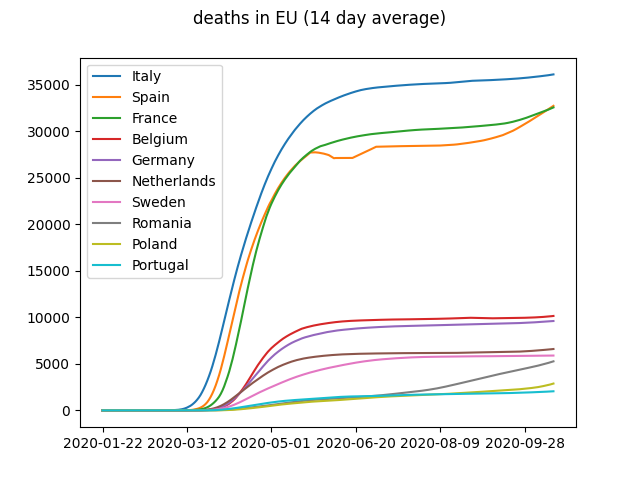 deaths in EU (14 day average)
35000
30000
25000
20000
15000
10000
5000
0
Italy
Spain
France
Belgium
Germany
Netherlands
Sweden
Romania
Poland
Portugal
2020-01-22 2020-03-12 2020-05-01 2020-06-20 2020-08-09 2020-09-28